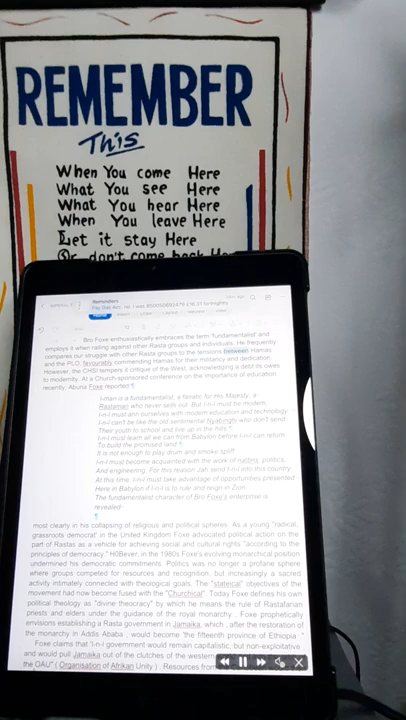 REMEMBER
This
When You come Here
What You see Here
What You hear Here
When You leave Here
Let it stay Here
Or don't come back Her
Reminders
Home
Bro Foxe enthusiastically embraces the term 'fundamentalist' and
employs it when railing against other Rasta groups and individuals. He frequently
compares our struggle with other Rasta groups to the tensions between Hamas
and the PLO, favourably commending Hamas for their militancy and dedication.
However, the CHSI tempers it critique of the West, acknowledging a debt its owes
to modernity. At a Church-sponsored conference on the importance of education.
recently, Abuna Foxe reported ¶
I-man is a fundamentalist, a fanatic for His Majesty, a
Rastaman who never sells out. But I-n-I must be modern,
I-n-I must arm ourselves with modern education and technology
I-n-I can't be like the old sentimental Nyabinghi who don't send
Their youth to school and live up in the hills
I-n-I must learn all we can from Babylon before I-n-I can return
To build the promised land ¶
It is not enough to play drum and smoke spliff
I-n-I must become acquainted with the work of nations, politics,
And engineering. For this reason Jah send I-n-I into this country
At this time. I-n-I must take advantage of opportunities presented
Here in Babylon if I-n-I is to rule and reign in Zion.
The fundamentalist character of Bro Foxe's enterprise is
revealed
¶
most clearly in his collapsing of religious and political spheres. As a young "radical,
grassroots democrat' in the United Kingdom Foxe advocated political action on the
part of Rastas as a vehicle for achieving social and cultural rights "according to the
principles of democracy." However, in the 1980s Foxe's evolving monarchical position
undermined his democratic commitments. Politics was no longer a profane sphere
where groups competed for resources and recognition, but increasingly a sacred
activity intimately connected with theological goals. The "stateical" objectives of the
movement had now become fused with the "Churchical". Today Foxe defines his own
political theology as "divine theocracy" by which he means the rule of Rastafarian
priests and elders under the guidance of the royal monarchy . Foxe prophetically
envisions establishing a Rasta government in Jamaika, which , after the restoration of
the monarchy in Addis Ababa , would become 'the fifteenth province of Ethiopia ."
Foxe claims that 'I-n-I government would remain capitalistic, but non-exploitative
and would pull Jamaika out of the clutches of the western
the OAU" ( Organisation of Afrikan Unity ) . Resources from